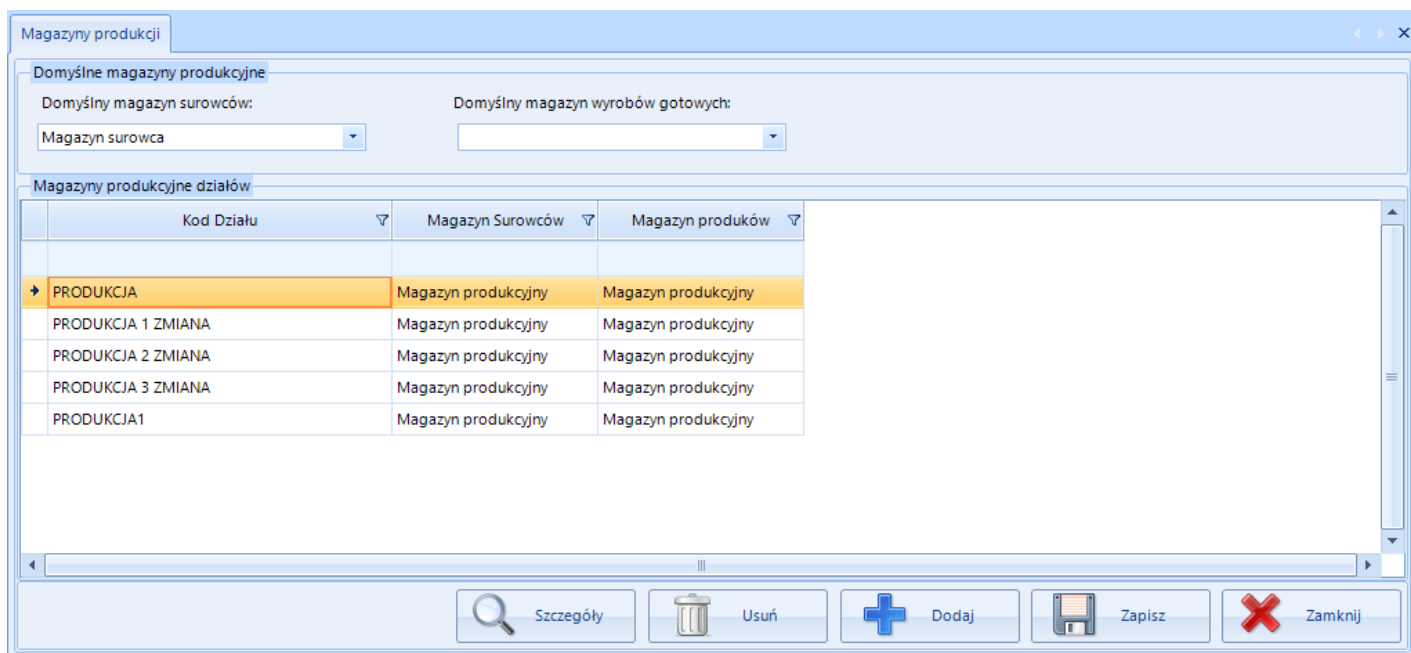 Magazyny produkcji
Domyślne magazyny produkcyjne
Domyślny magazyn surowców: Domyślny magazyn wyrobów gotowych:
Magazyn surowca
Magazyny produkcyjne działów
Kod Działu Magazyn Surowców Magazyn produków
PRODUKCJA Magazyn produkcyjny Magazyn produkcyjny
PRODUKCJA 1 ZMIANA Magazyn produkcyjny Magazyn produkcyjny
PRODUKCJA 2 ZMIANA Magazyn produkcyjny Magazyn produkcyjny
PRODUKCJA 3 ZMIANA Magazyn produkcyjny Magazyn produkcyjny
PRODUKCJA1 Magazyn produkcyjny Magazyn produkcyjny
Szczegóły Usuń Dodaj Zapisz Zamknij